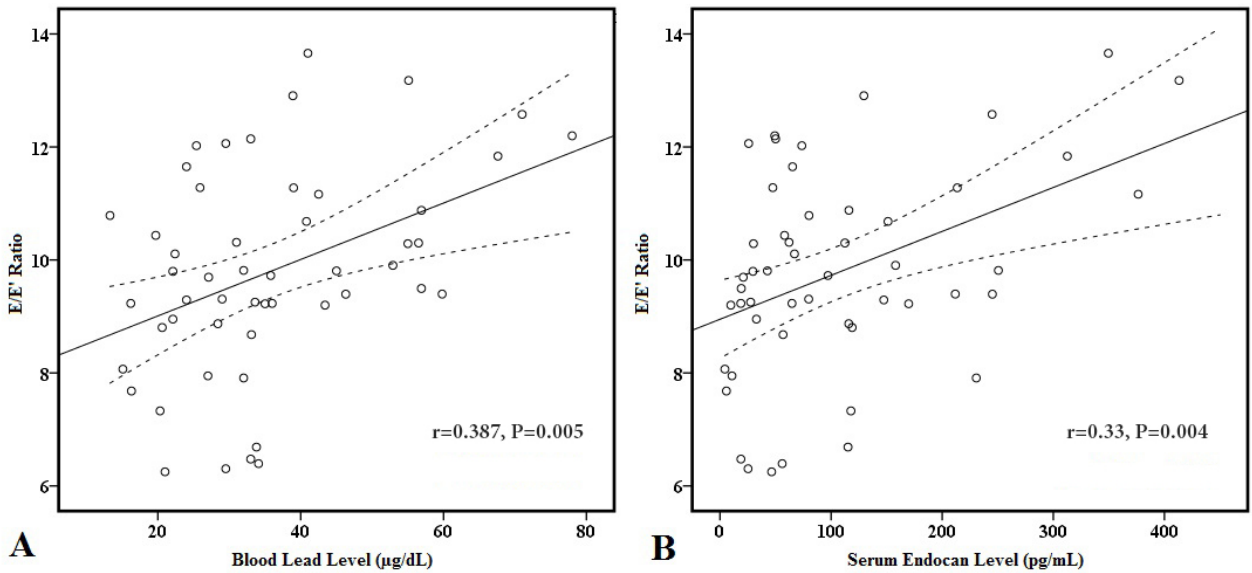 14
12
10
8
6
E/E' Ratio
20
40
60
80
Blood Lead Level (µg/dL)
r=0.387, P=0.005
A
14
12
10
8
6
E/E' Ratio
0
100
200
300
400
Serum Endocan Level (pg/mL)
r=0.33, P=0.004
B